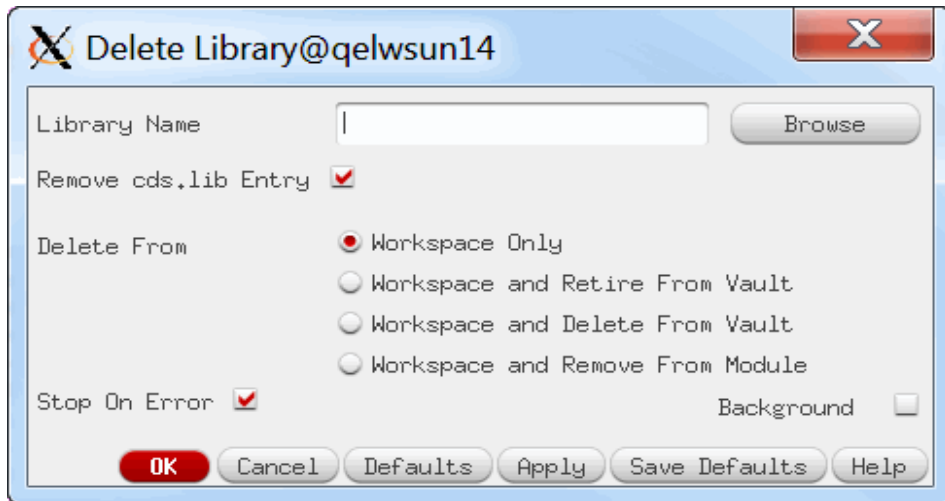 Delete Library@qelwsun14
Library Name Browse
Remove cds.lib Entry
Delete From Workspace Only
Workspace and Retire From Vault
Workspace and Delete From Vault
Workspace and Remove From Module
Stop On Error Background
OK Cancel Defaults Apply Save Defaults Help